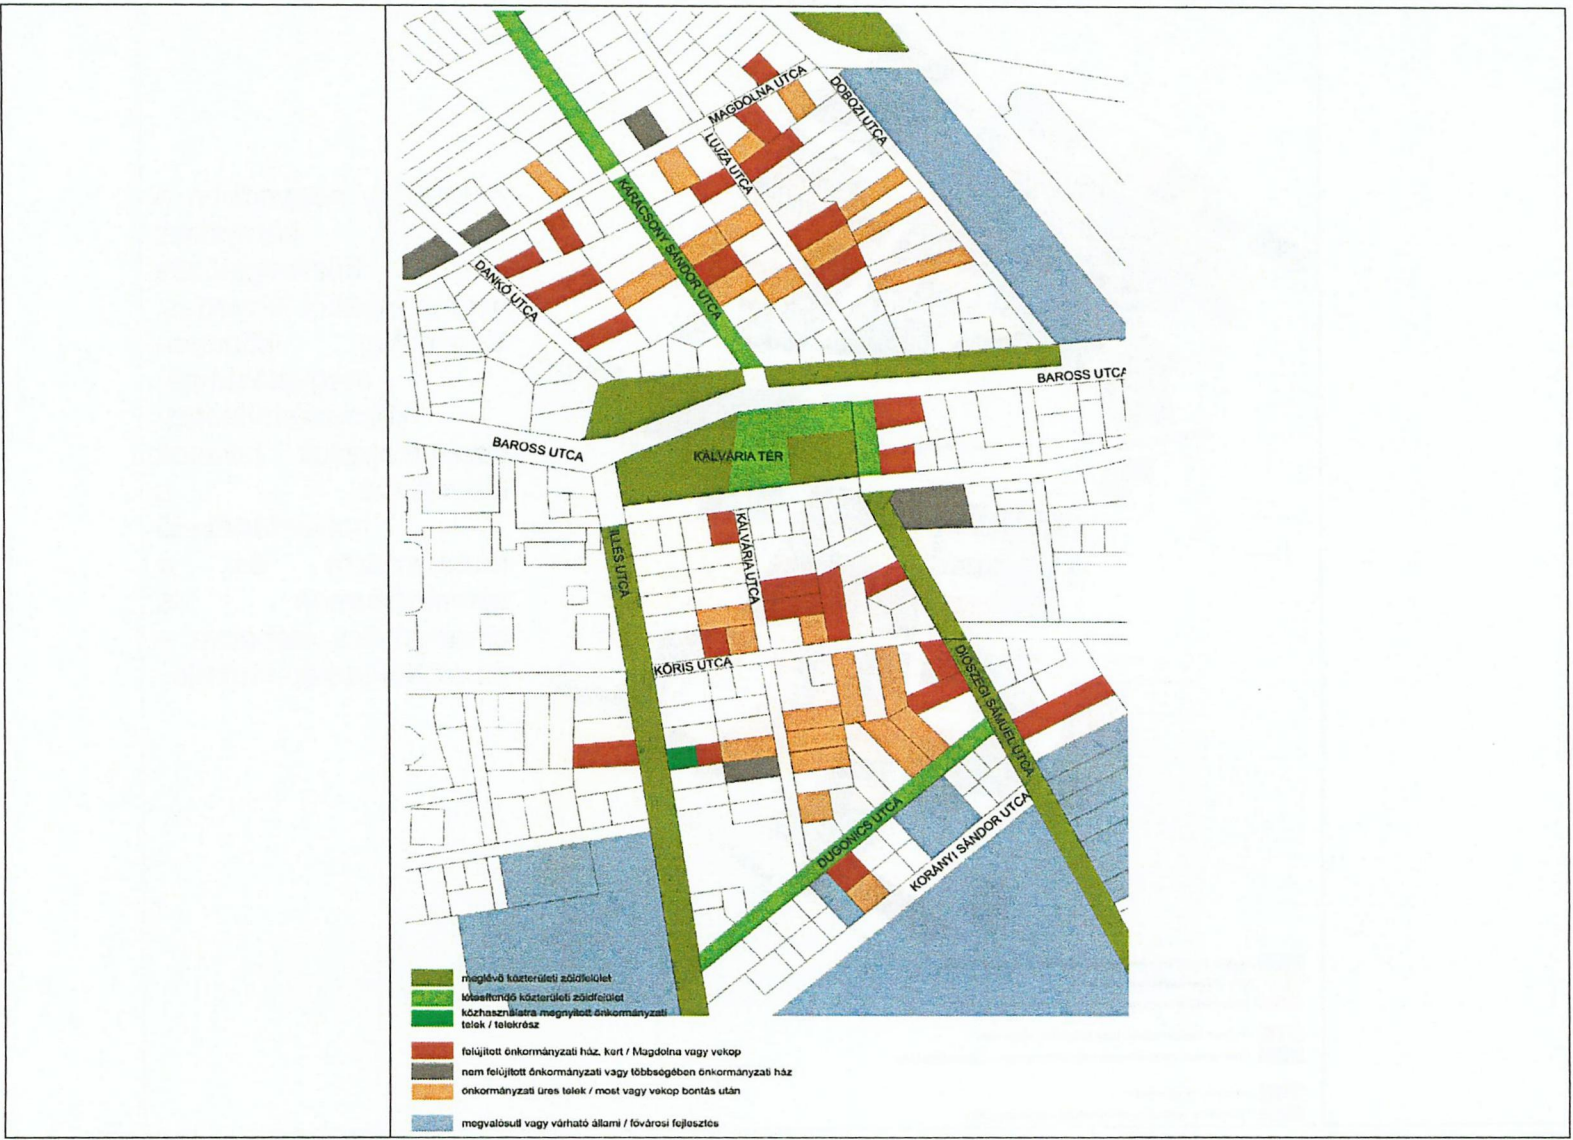 MAGDOLNA UTCA
DOBOZI UTCA
LUJZA UTCA
KARÁCSONY SÁNDOR UTCA
DANKÓ UTCA
BAROSS UTCA
BAROSS UTCA
KÁLVÁRIA TÉR
ILLÉS UTCA
KÁLVÁRIA UTCA
KŐRIS UTCA
DIÓSZEGI SÁMUEL UTCA
DUGONICS UTCA
KORÁNYI SÁNDOR UTCA
meglévő közterületi zöldfelület
létesítendő közterületi zöldfelület
közhasználatra megnyitott önkormányzati
telek / telekrész
felújított önkormányzati ház, kert / Magdolna vagy vekop
nem felújított önkormányzati vagy többségében önkormányzati ház
önkormányzati üres telek / most vagy vekop bontás után
megvalósult vagy várható állami / fővárosi fejlesztés